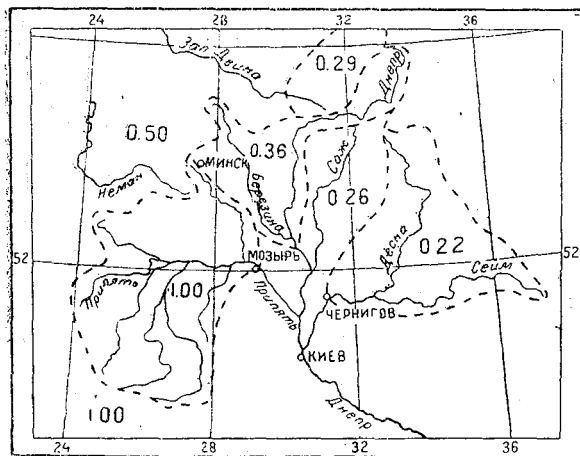 24 28 32 36
Зап. Двина
0.29
Днепр
0.50
0.36
МИНСК
Березина
Сож
0.26
Неман
Десна
0.22
52 МОЗЫРЬ Сейм 52
Припять
1.00
Припять
ЧЕРНИГОВ
КИЕВ
1.00
Днепр
24 28 32 36